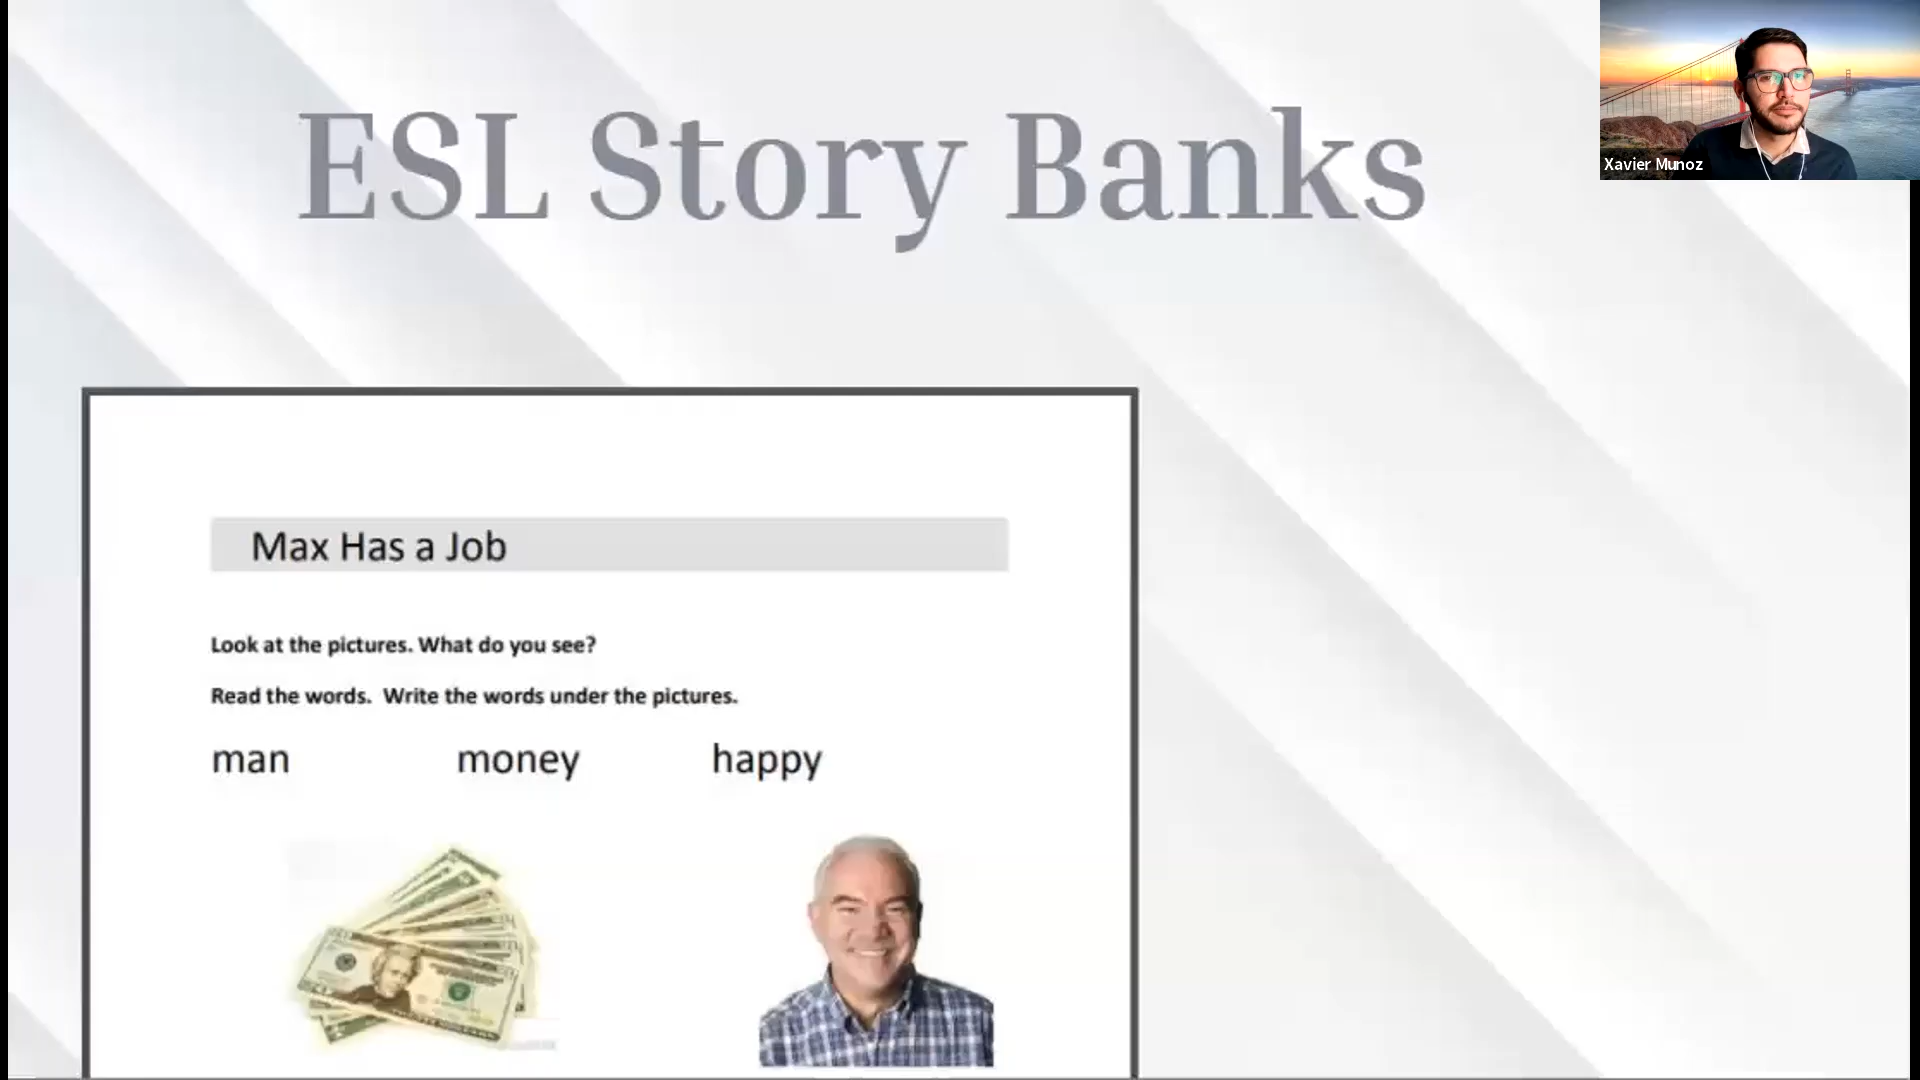 ESL Story Banks
Xavier Munoz
Max Has a Job
Look at the pictures. What do you see?
Read the words. Write the words under the pictures.
man money happy